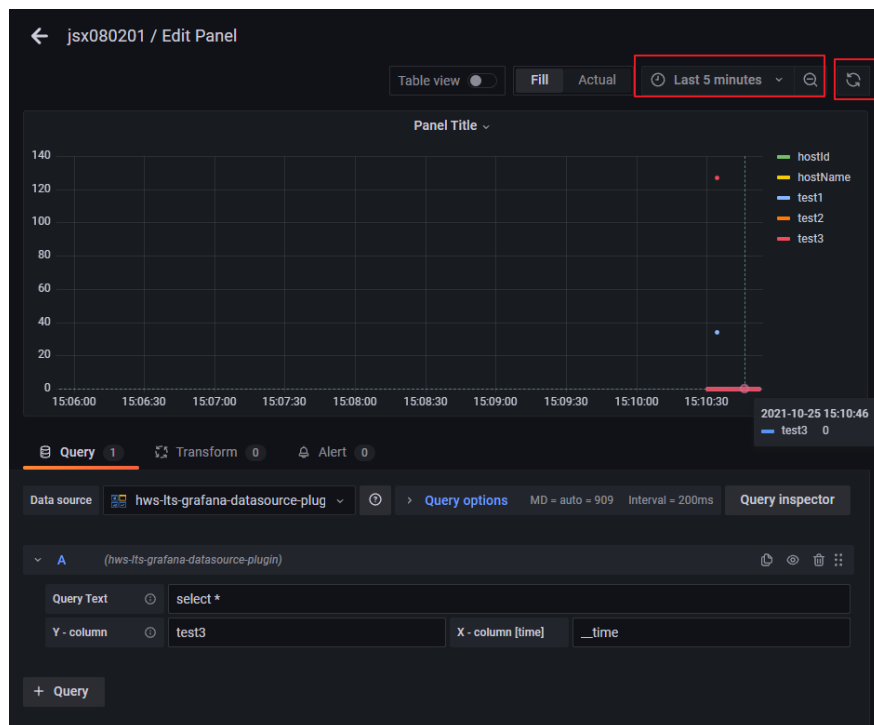 jsx080201 / Edit Panel
Table view Fill Actual Last 5 minutes
Panel Title
140
120
100
80
60
40
20
0
15:06:00 15:06:30 15:07:00 15:07:30 15:08:00 15:08:30 15:09:00 15:09:30 15:10:00 15:10:30
hostId
hostName
test1
test2
test3
2021-10-25 15:10:46
test3 0
Query 1 Transform 0 Alert 0
Data source hws-lts-grafana-datasource-plug Query options MD = auto = 909 Interval = 200ms Query inspector
A (hws-lts-grafana-datasource-plugin)
Query Text select *
Y - column test3 X - column [time] __time
+ Query